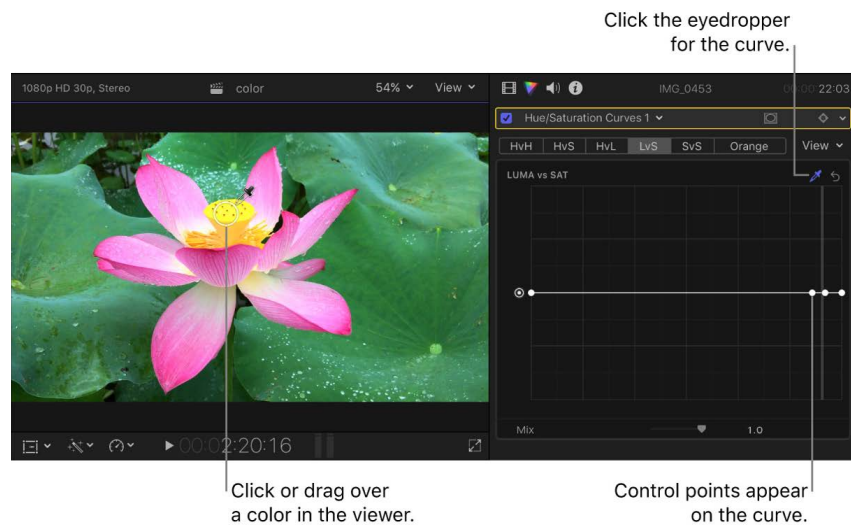 Click the eyedropper
for the curve.
1080p HD 30p, Stereo
color
54%
View
IMG_0453
00:00 22:03
Hue/Saturation Curves 1
HvH
HvS
HvL
LvS
SvS
Orange
View
LUMA vs SAT
Mix
1.0
00:02:20:16
Click or drag over
a color in the viewer.
Control points appear
on the curve.